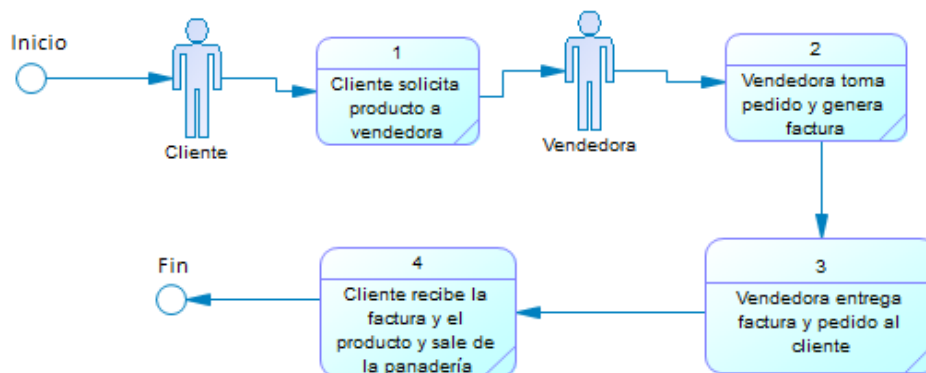 Inicio
Cliente
1
Cliente solicita
producto a
vendedora
Vendedora
2
Vendedora toma
pedido y genera
factura
3
Vendedora entrega
factura y pedido al
cliente
4
Cliente recibe la
factura y el
producto y sale de
la panadería
Fin